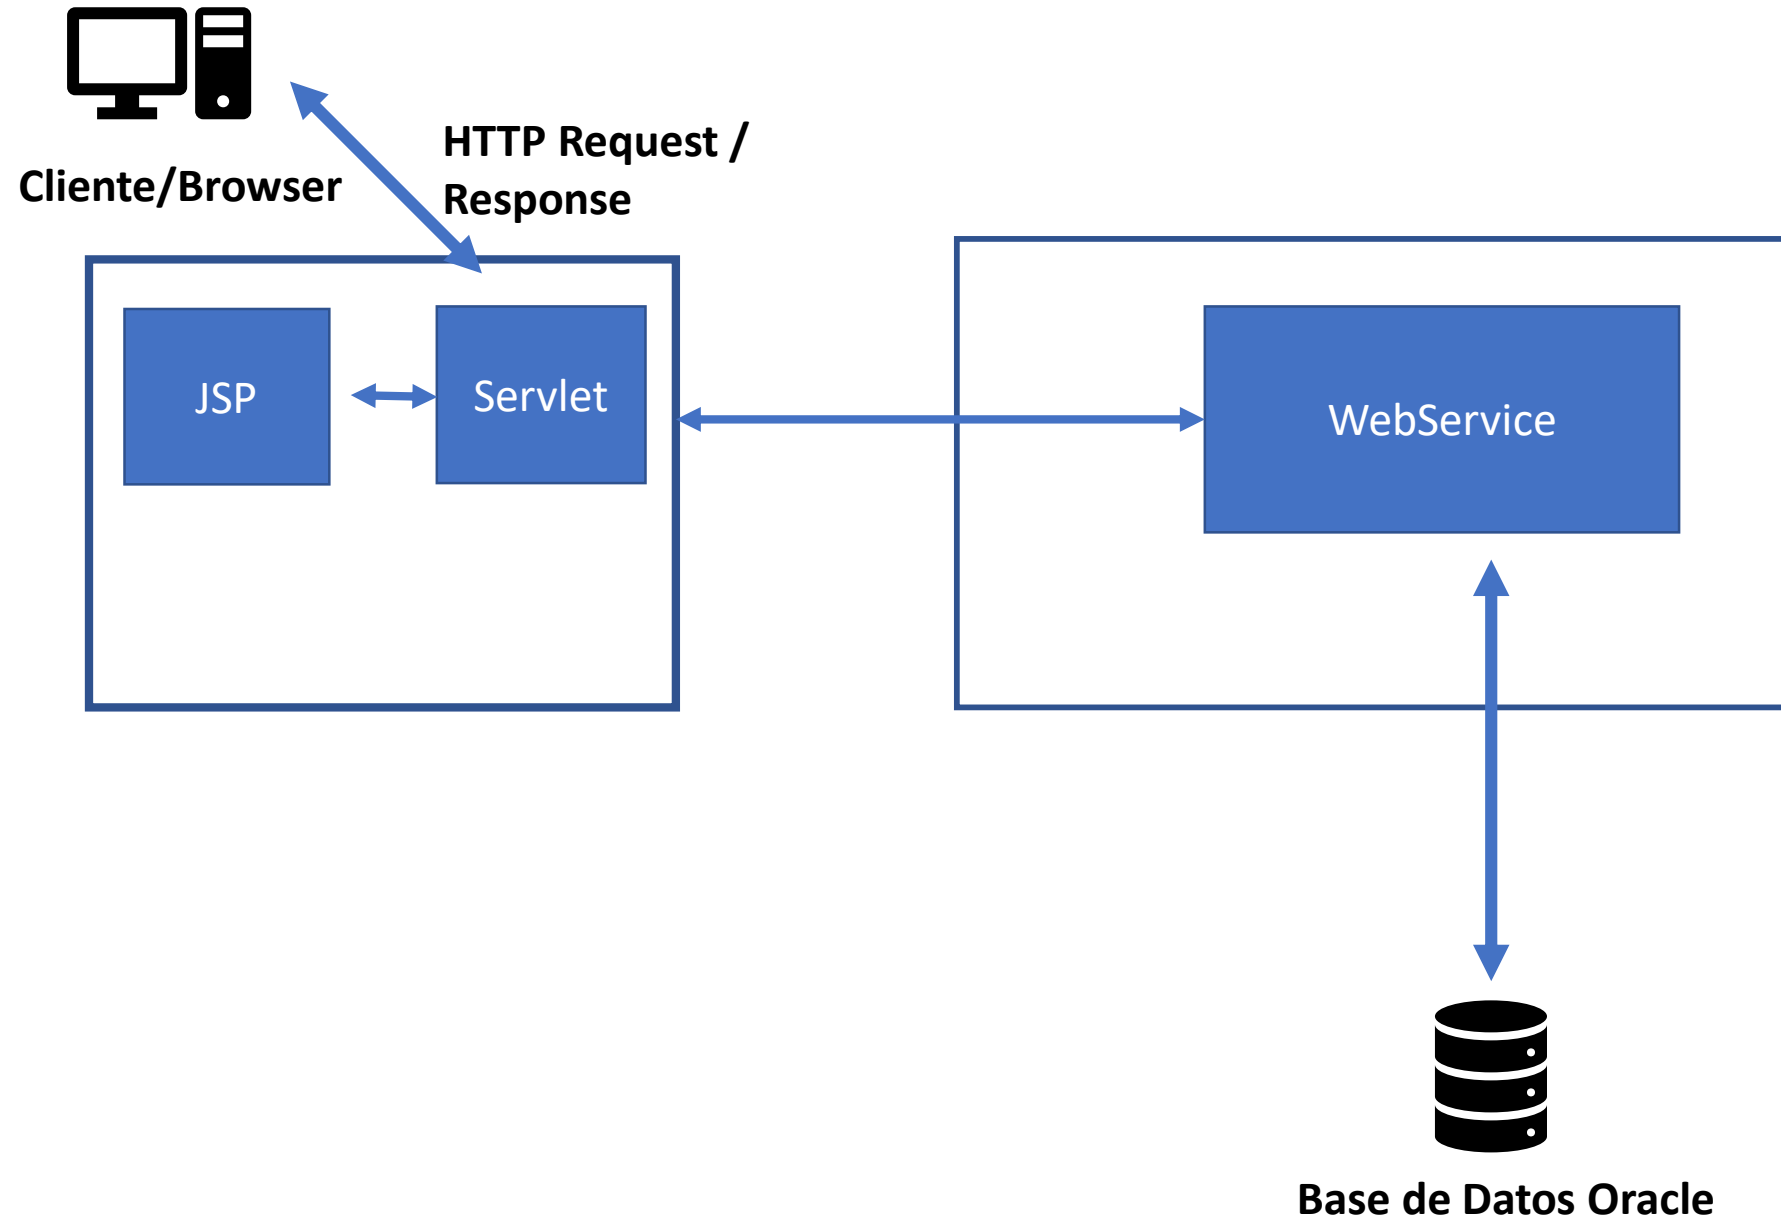 HTTP Request /
Response
Cliente/Browser
JSP
Servlet
WebService
Base de Datos Oracle